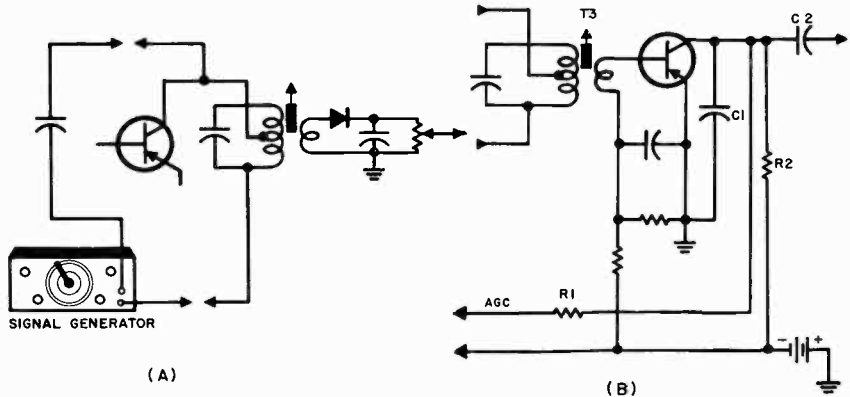 T3
C2
C1
R2
AGC
R1
- +
SIGNAL GENERATOR
(A)
(B)